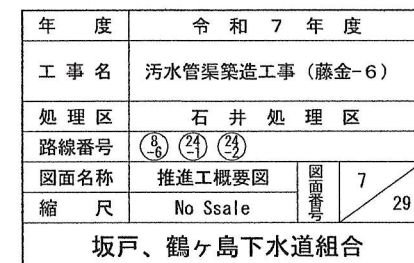 年 度 令 和 7 年 度
工 事 名 汚水管渠築造工事（藤金-6）
処 理 区 石 井 処 理 区
路線番号 8-6 24-1 24-2
図面名称 推進工概要図 図面番号 7/29
縮 尺 No Ssale
坂戸、鶴ヶ島下水道組合